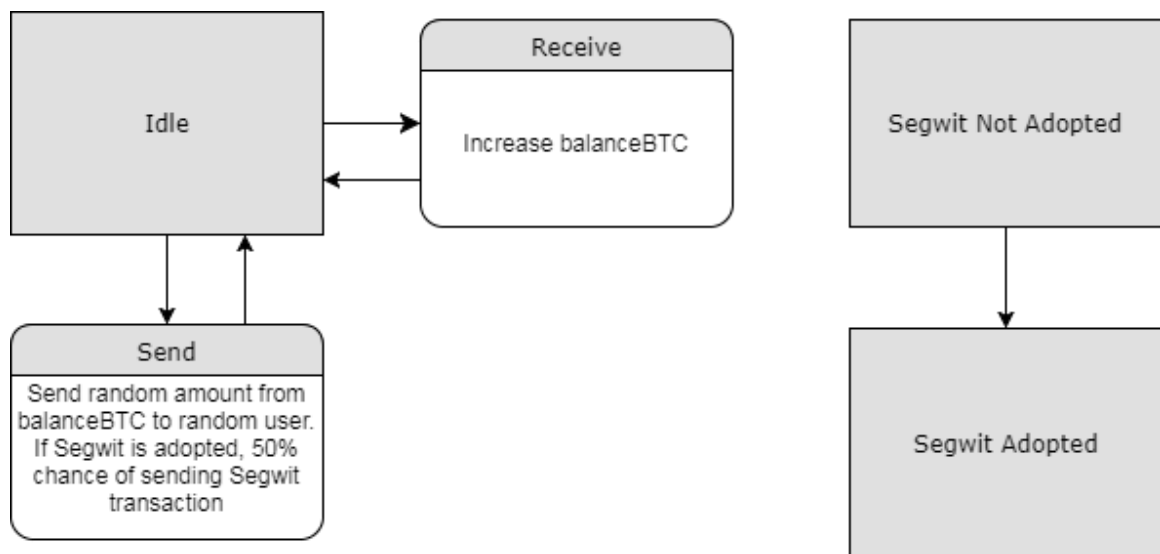 Idle
Receive
Increase balanceBTC
Segwit Not Adopted
Send
Send random amount from
balanceBTC to random user.
If Segwit is adopted, 50%
chance of sending Segwit
transaction
Segwit Adopted